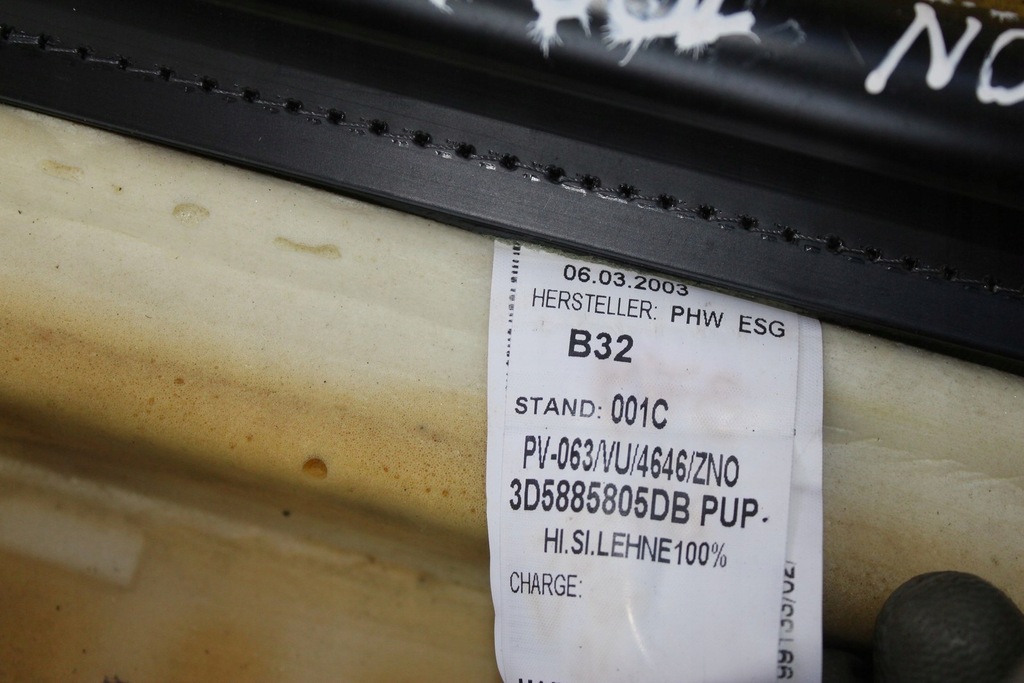 NO
06.03.2003
HERSTELLER: PHW ESG
B32
STAND: 001C
PV-063/VU/4646/ZNO
3D5885805DB PUP.
HI.SI.LEHNE100%
CHARGE: